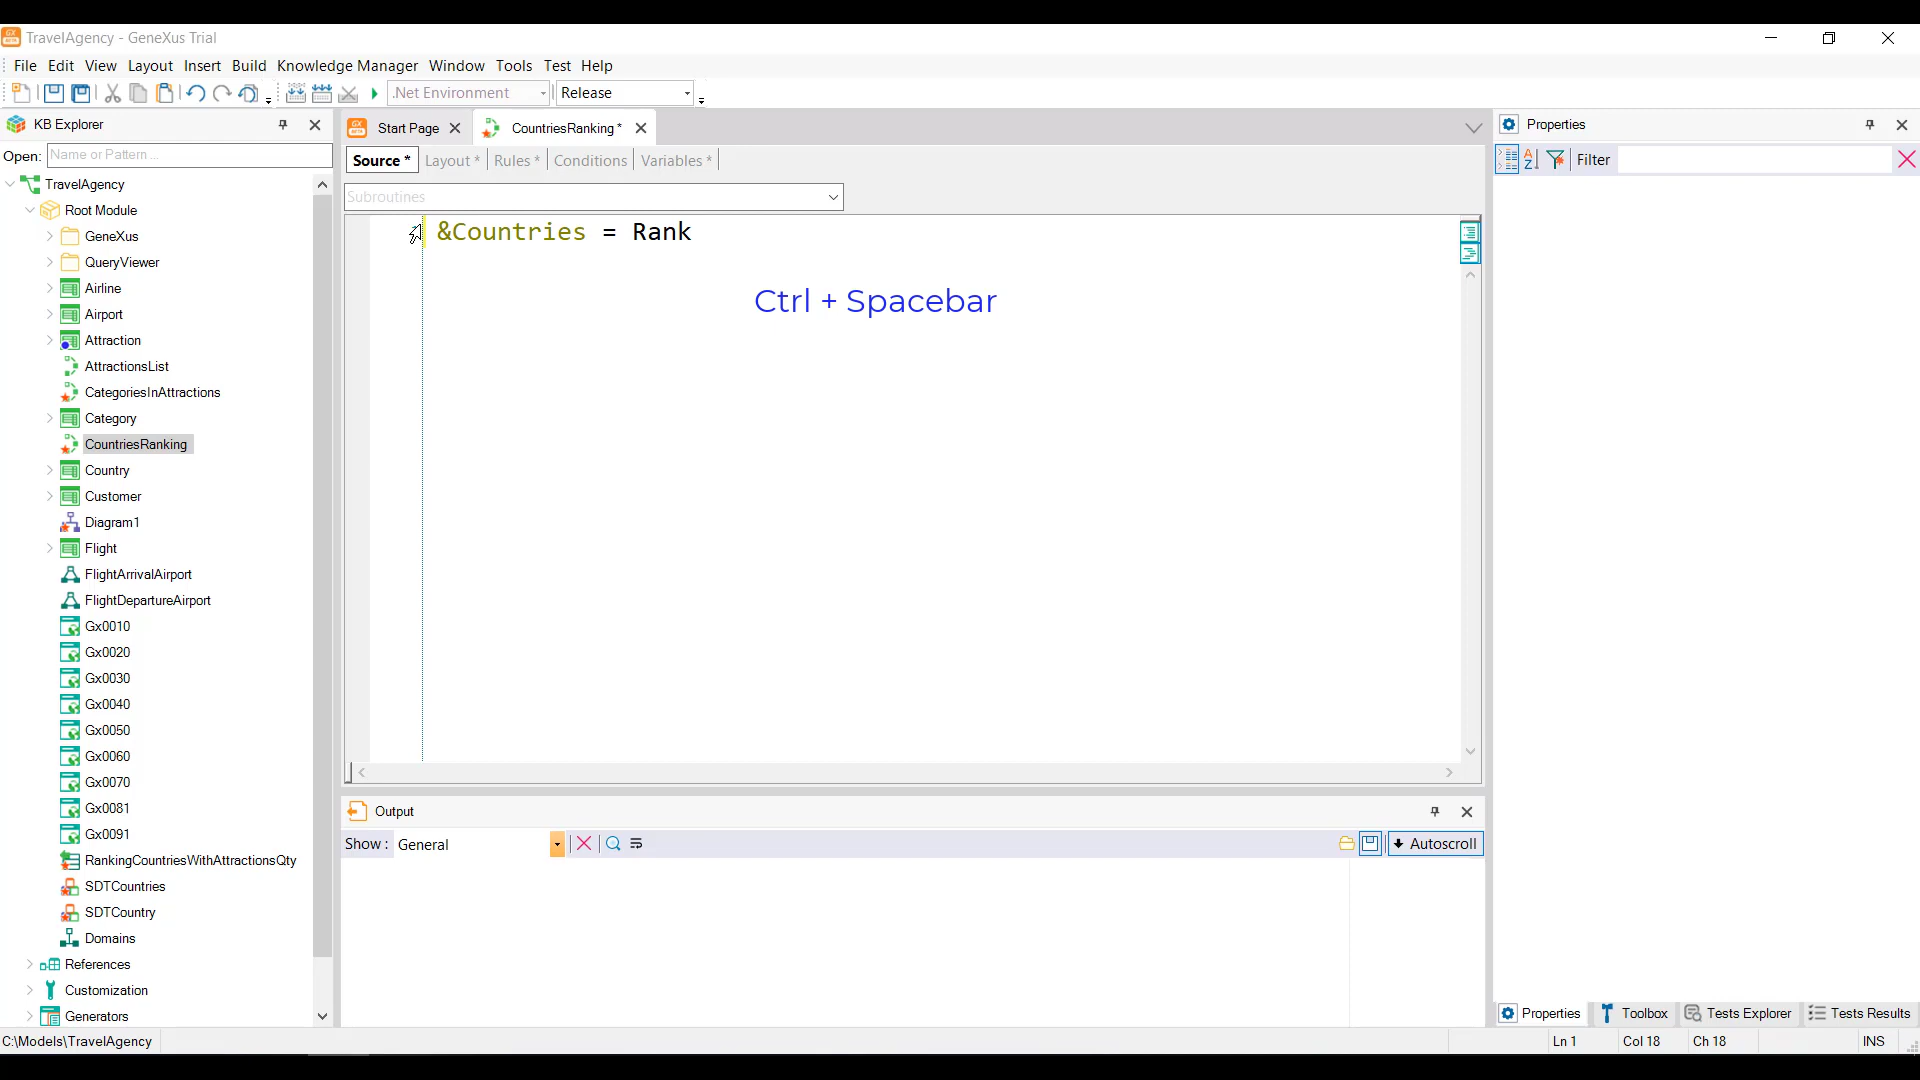 TravelAgency - GeneXus Trial
File Edit View Layout Insert Build Knowledge Manager Window Tools Test Help
.Net Environment Release
KB Explorer
Open: Name or Pattern ...
TravelAgency
Root Module
GeneXus
QueryViewer
Airline
Airport
Attraction
AttractionsList
CategoriesInAttractions
Category
CountriesRanking
Country
Customer
Diagram1
Flight
FlightArrivalAirport
FlightDepartureAirport
Gx0010
Gx0020
Gx0030
Gx0040
Gx0050
Gx0060
Gx0070
Gx0081
Gx0091
RankingCountriesWithAttractionsQty
SDTCountries
SDTCountry
Domains
References
Customization
Generators
Start Page CountriesRanking *
Source * Layout * Rules * Conditions Variables *
Subroutines
&Countries = Rank
Ctrl + Spacebar
Output
Show : General Autoscroll
Properties
Filter
Properties Toolbox Tests Explorer Tests Results
C:\Models\TravelAgency Ln 1 Col 18 Ch 18 INS